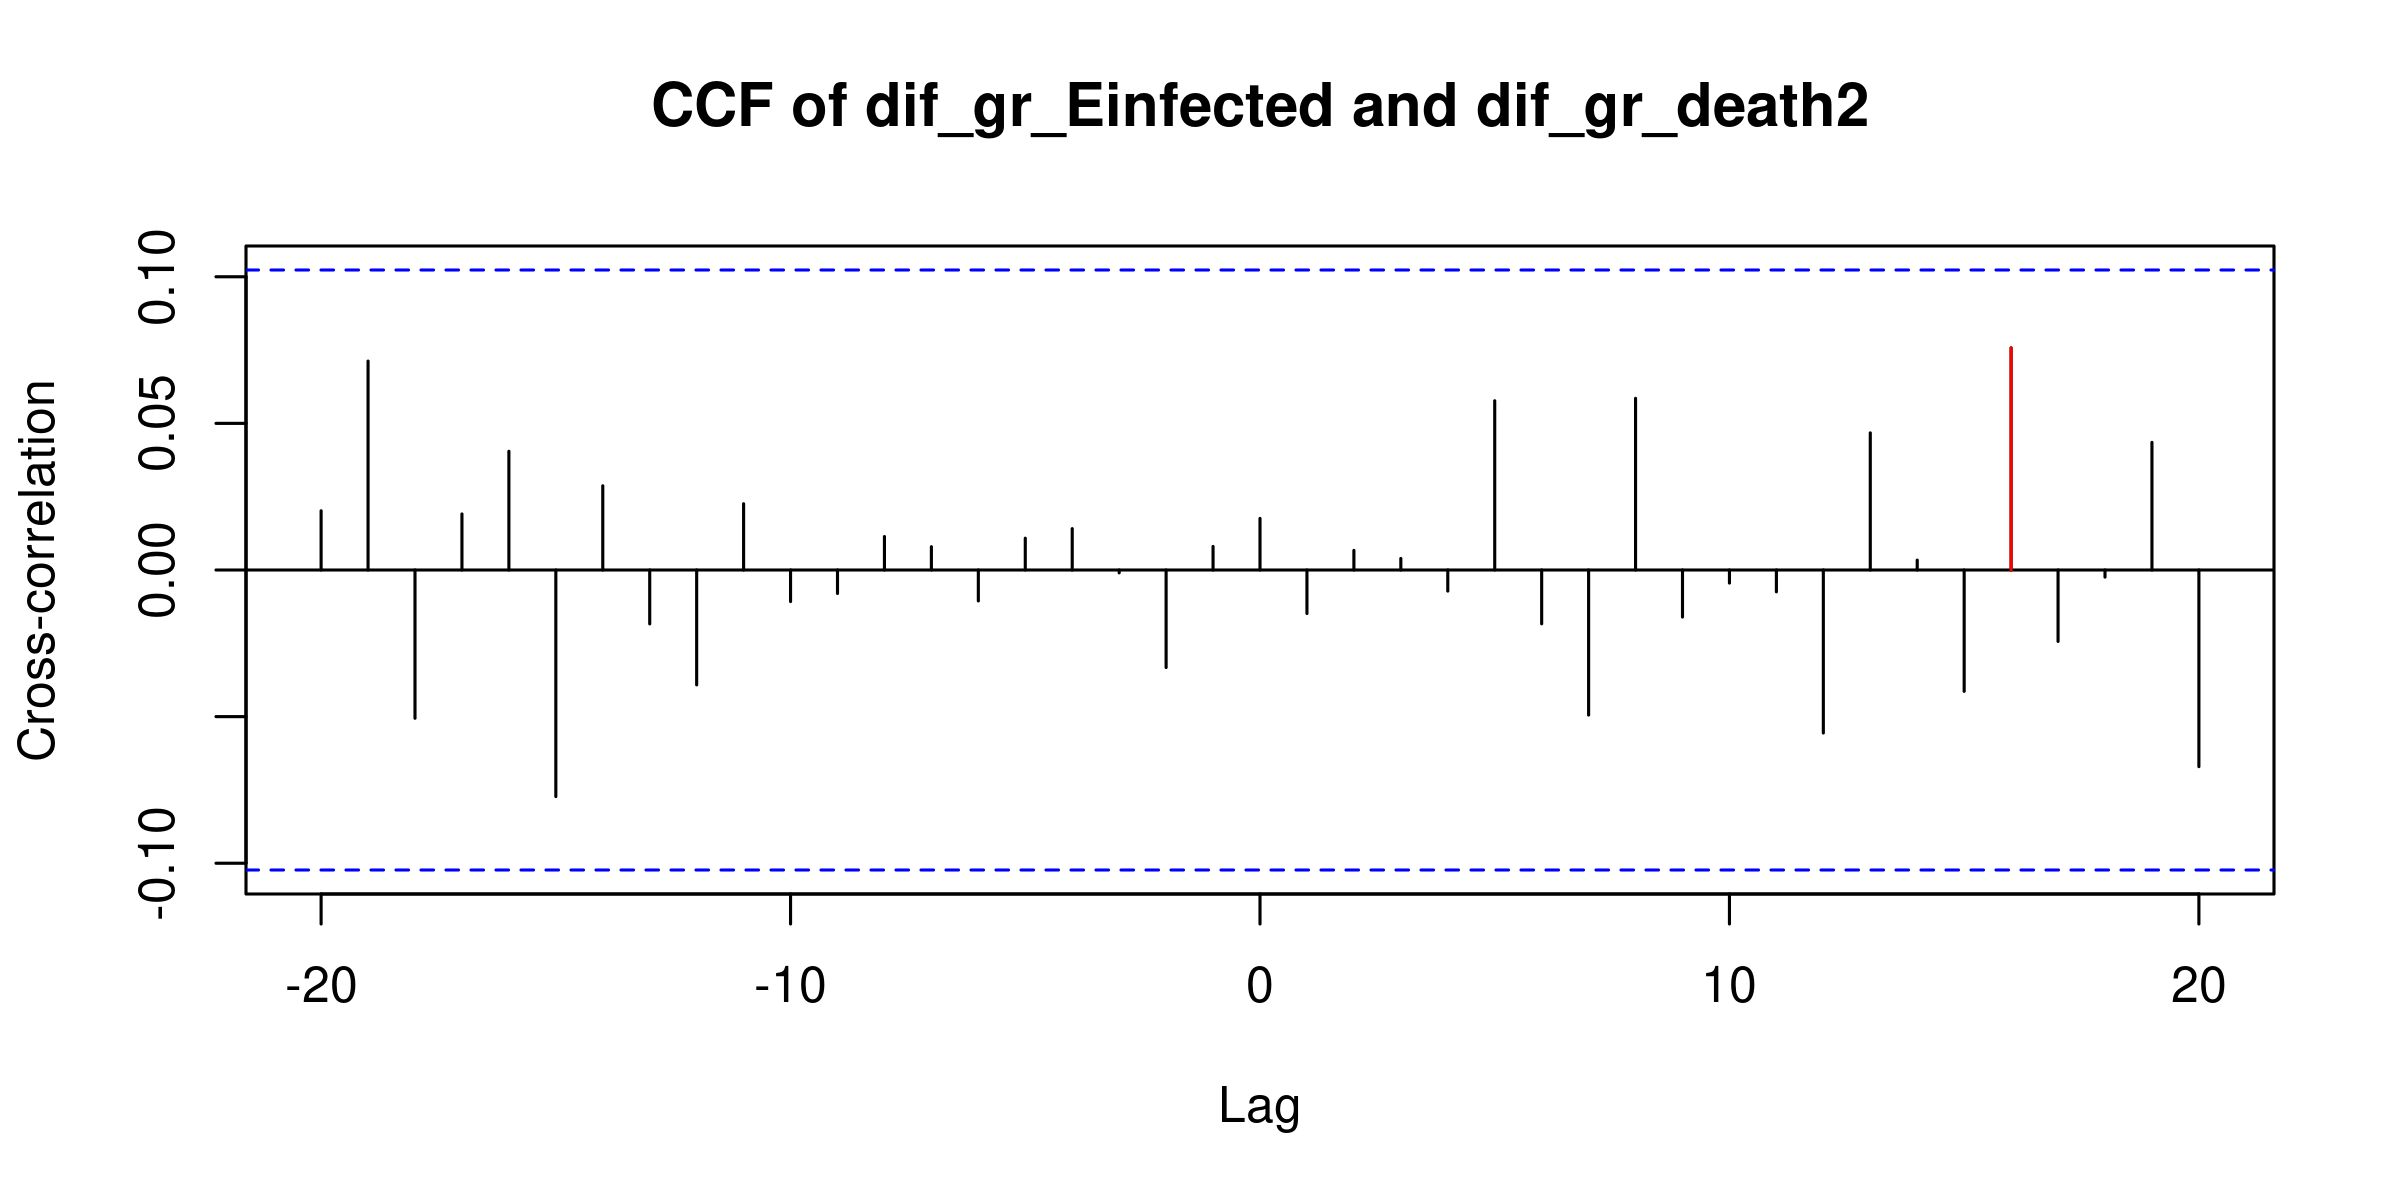 CCF of dif_gr_Einfected and dif_gr_death2
Cross-correlation
0.10
0.05
0.00
-0.10
-20 -10 0 10 20
Lag